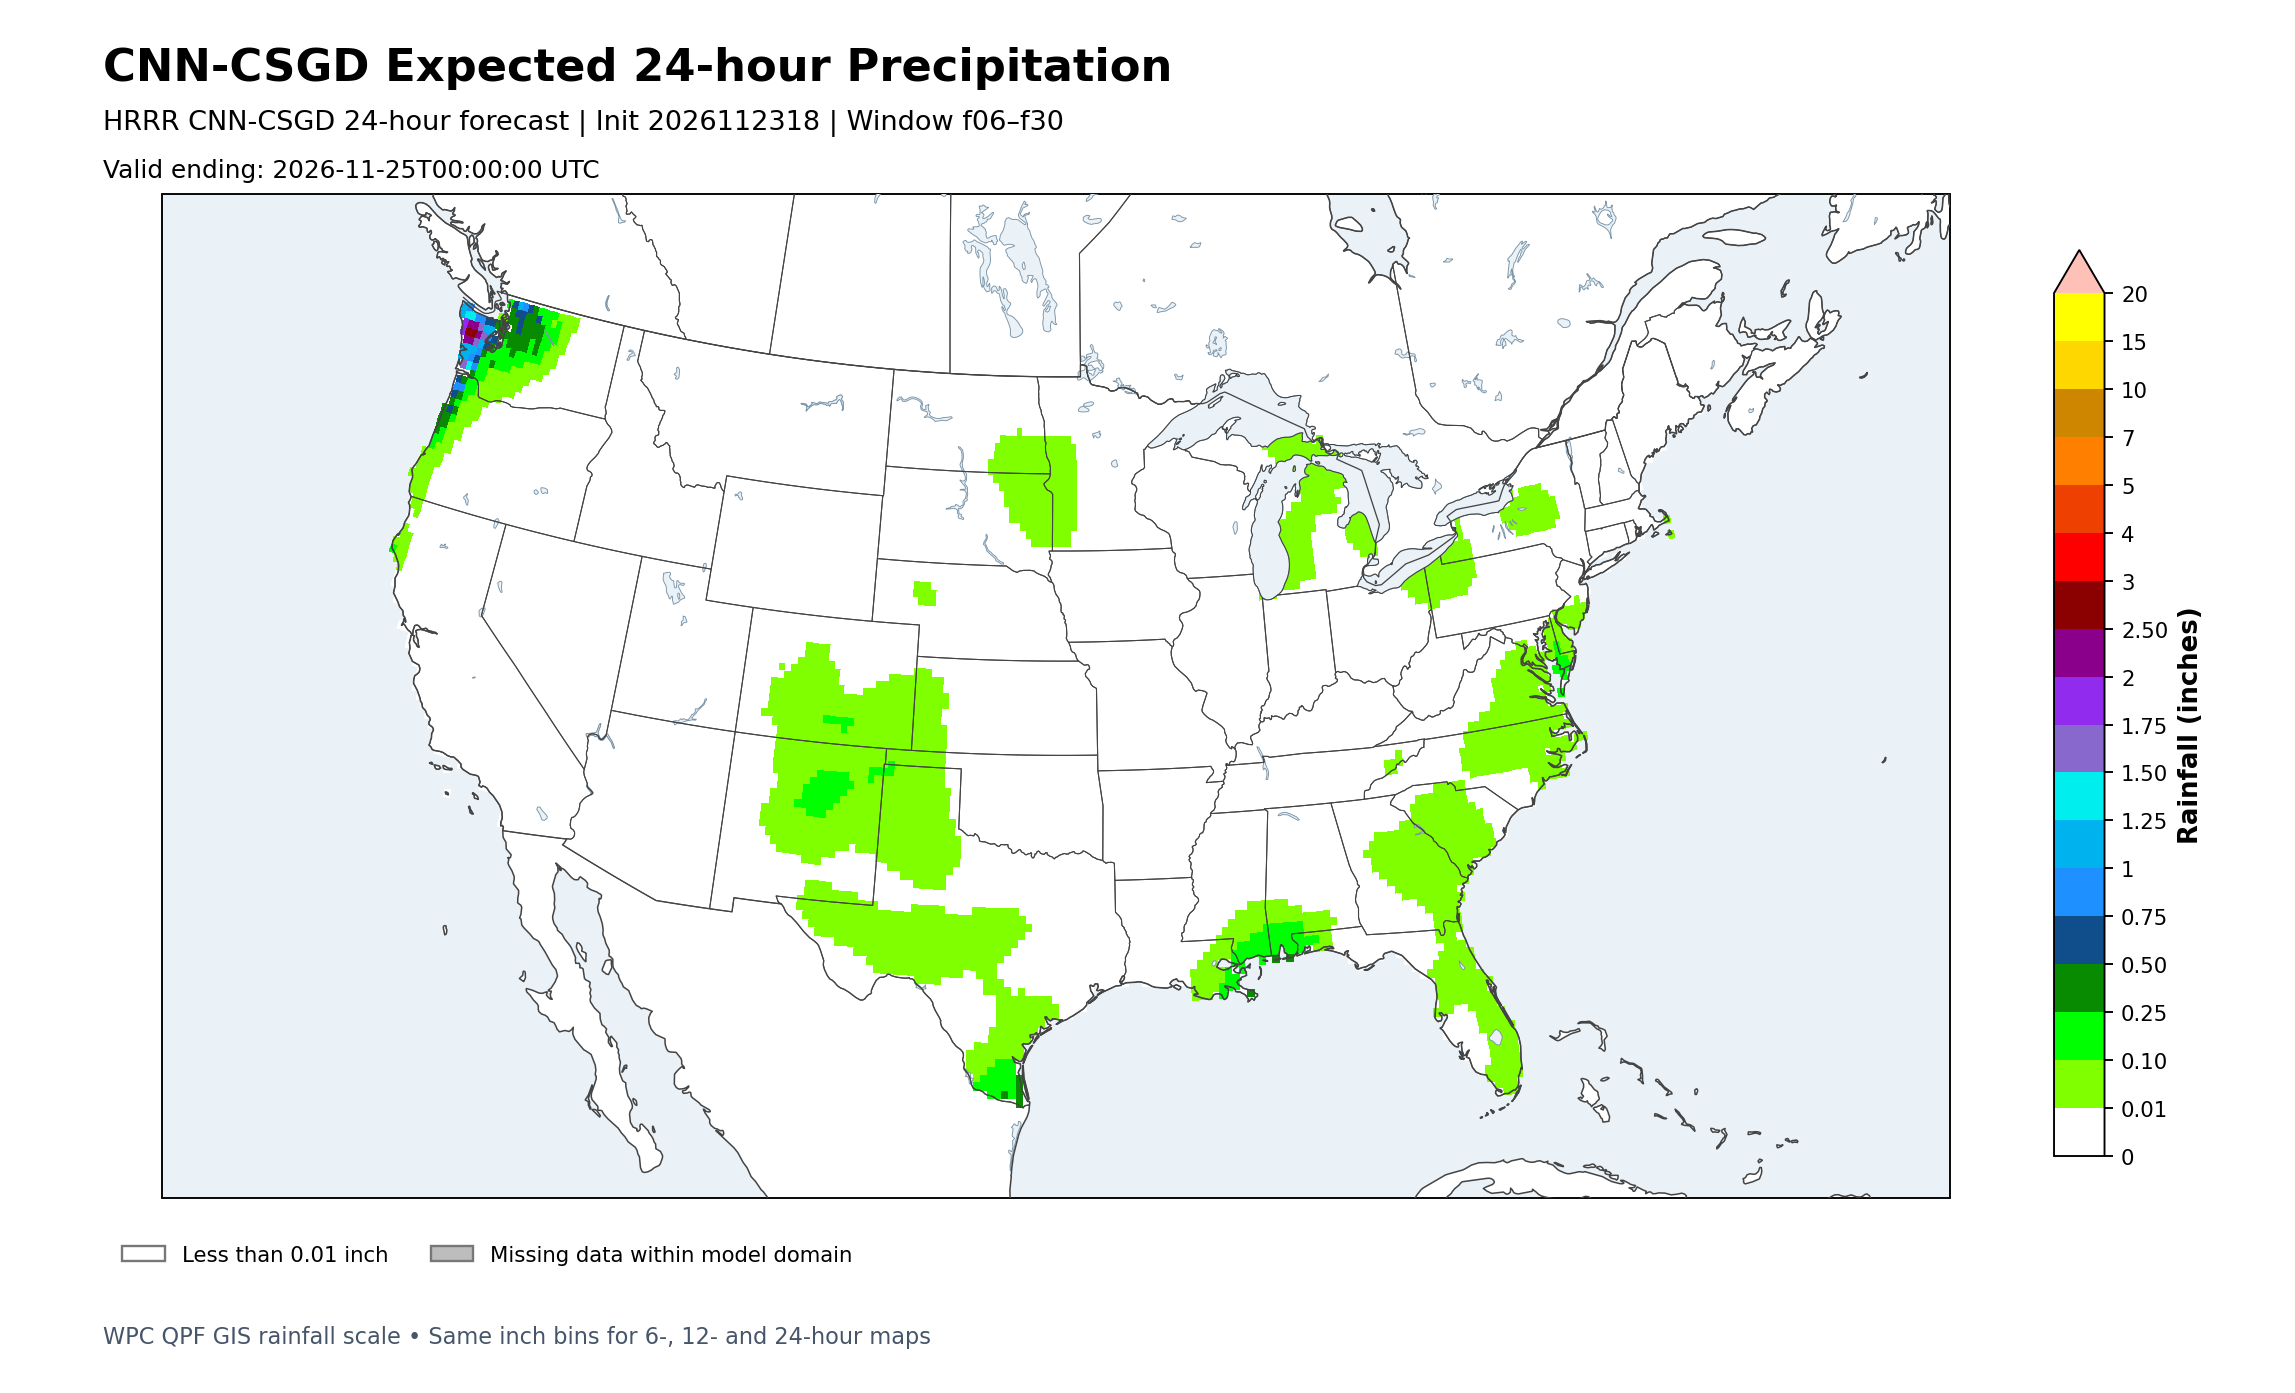 CNN-CSGD Expected 24-hour Precipitation
HRRR CNN-CSGD 24-hour forecast | Init 2026112318 | Window f06–f30
Valid ending: 2026-11-25T00:00:00 UTC
20
15
10
7
5
4
3
2.50
2
1.75
1.50
1.25
1
0.75
0.50
0.25
0.10
0.01
0
Rainfall (inches)
Less than 0.01 inch
Missing data within model domain
WPC QPF GIS rainfall scale • Same inch bins for 6-, 12- and 24-hour maps